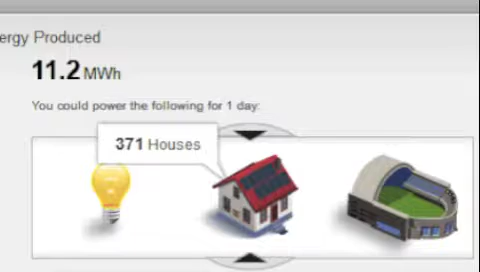 ergy Produced
11.2 MWh
You could power the following for 1 day:
371 Houses